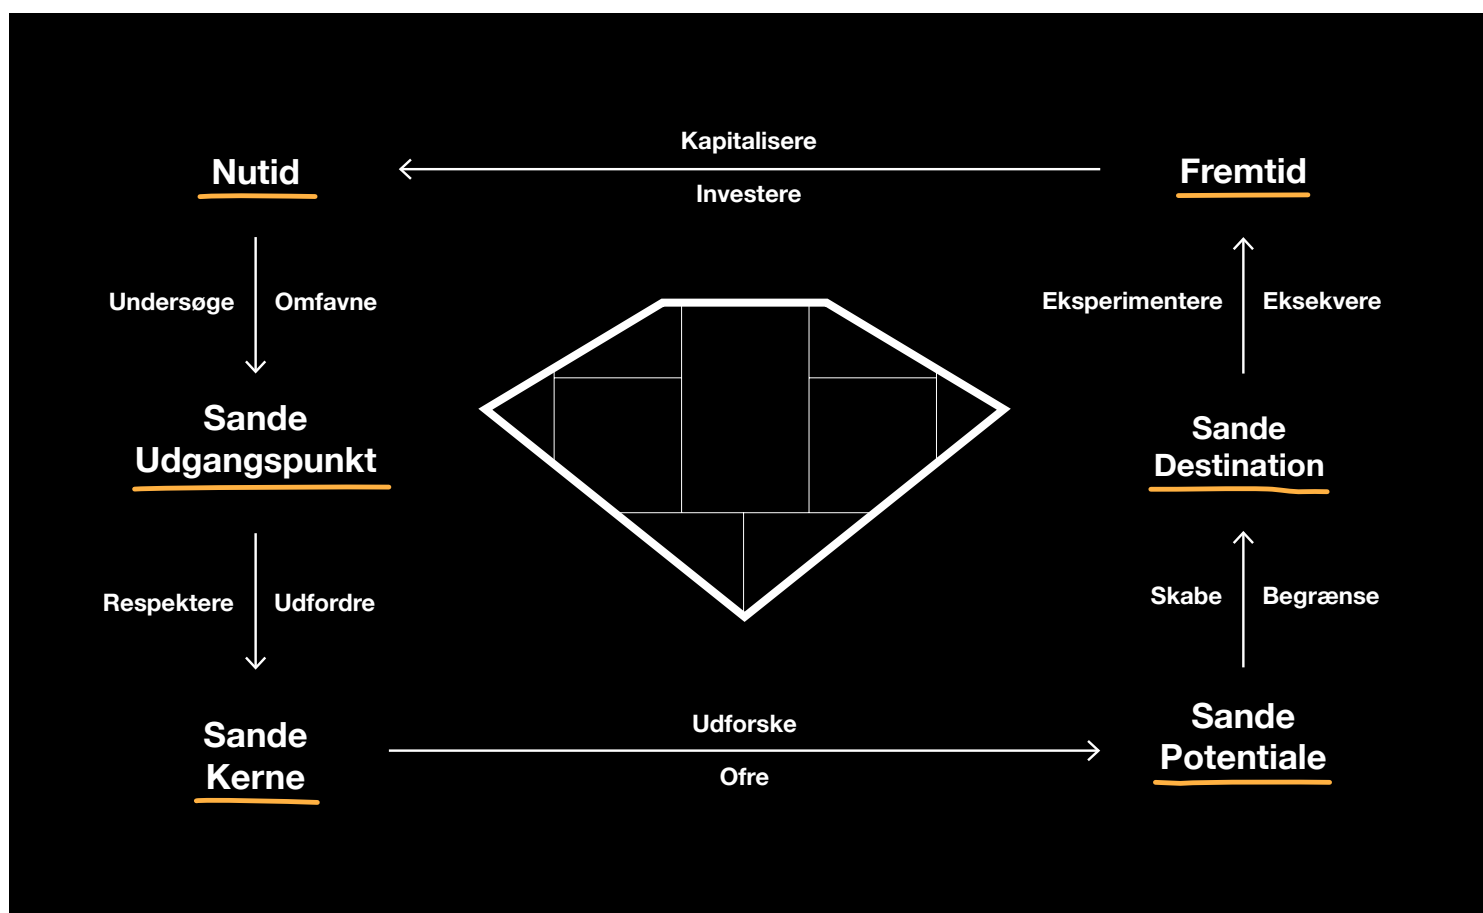 Kapitalisere
Nutid
Fremtid
Investere
Undersøge
Omfavne
Eksperimentere
Eksekvere
Sande
Udgangspunkt
Sande
Destination
Respektere
Udfordre
Skabe
Begrænse
Sande
Kerne
Udforske
Ofre
Sande
Potentiale